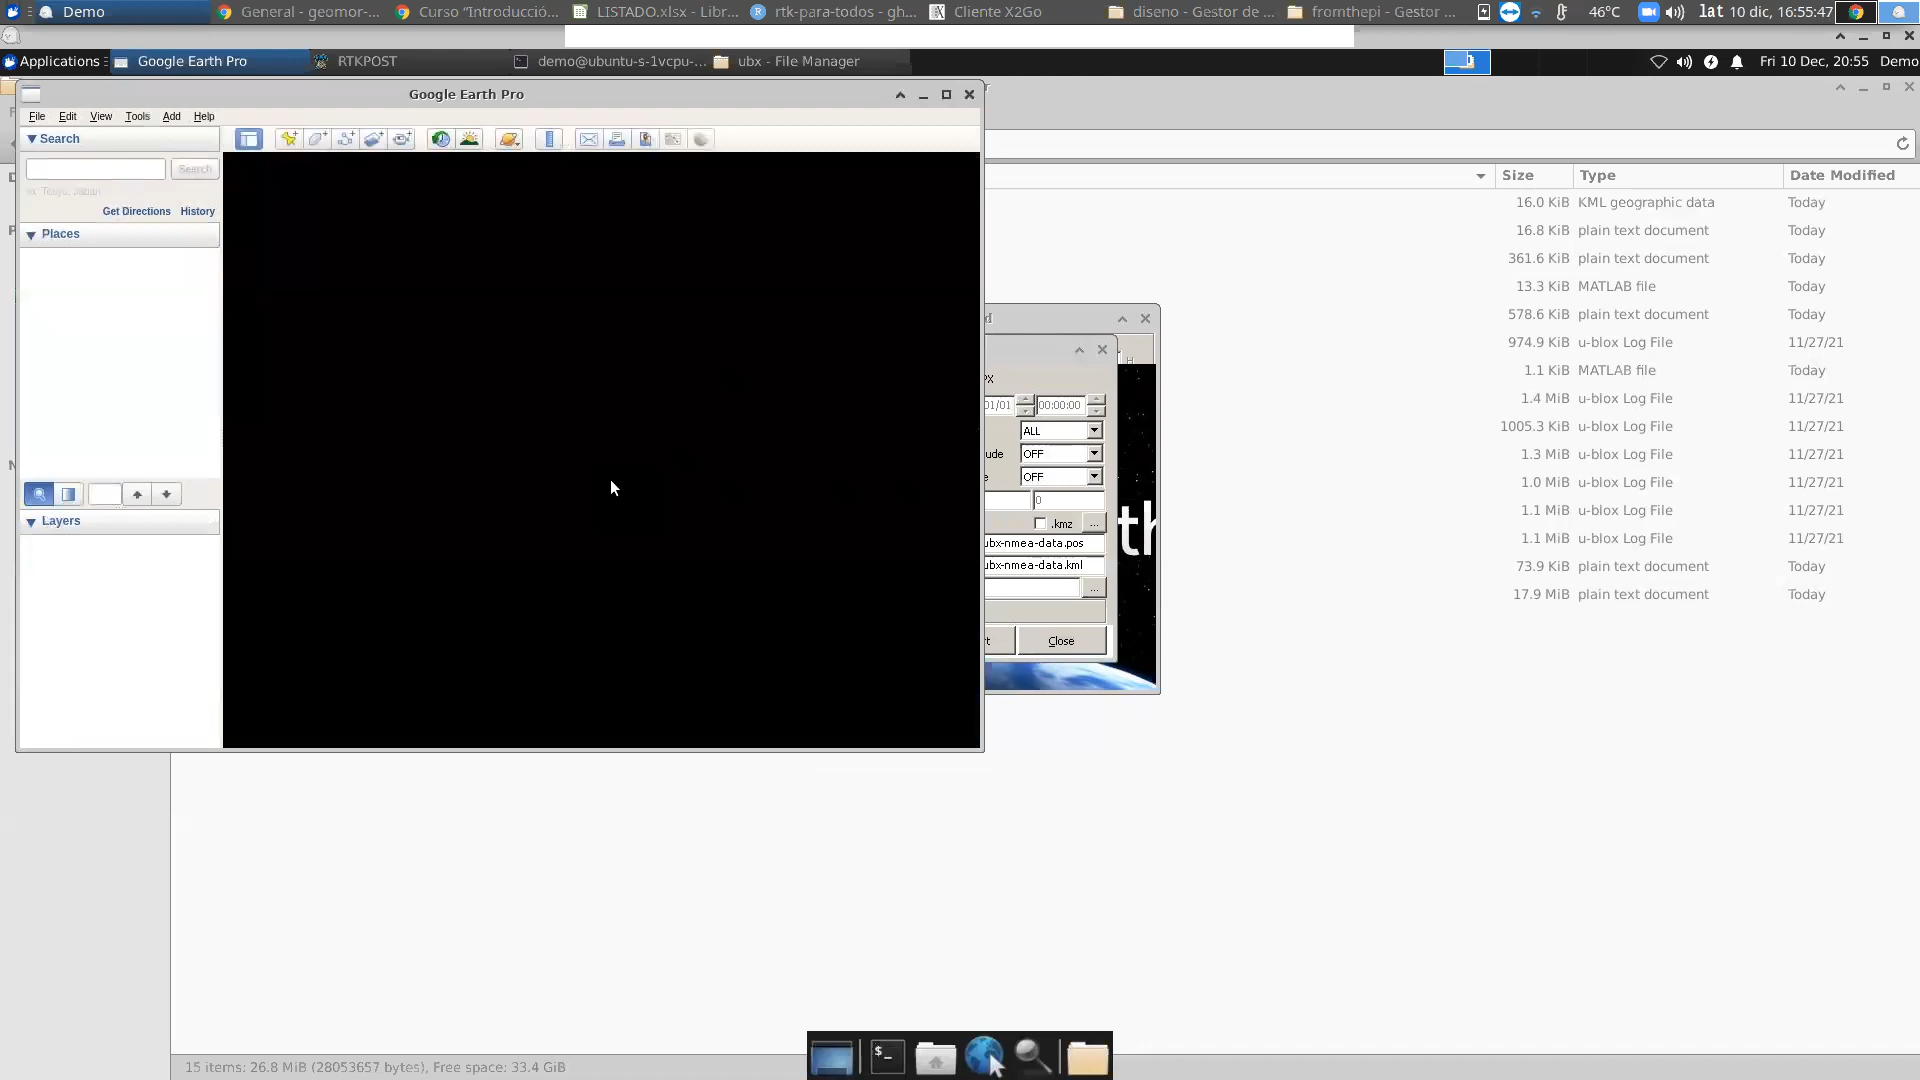 Demo
General - geomor-...
Curso “Introducció...
LISTADO.xlsx - Libr...
rtk-para-todos - gh...
Cliente X2Go
diseno - Gestor de ...
fromthepi - Gestor ...
46°C
lat 10 dic, 16:55:47
Applications
Google Earth Pro
RTKPOST
demo@ubuntu-s-1vcpu-...
ubx - File Manager
Fri 10 Dec, 20:55
Demo
Google Earth Pro
File Edit View Tools Add Help
Search
Search
Get Directions History
Places
Layers
Size Type Date Modified
16.0 KiB KML geographic data Today
16.8 KiB plain text document Today
361.6 KiB plain text document Today
13.3 KiB MATLAB file Today
578.6 KiB plain text document Today
974.9 KiB u-blox Log File 11/27/21
1.1 KiB MATLAB file Today
1.4 MiB u-blox Log File 11/27/21
1005.3 KiB u-blox Log File 11/27/21
1.3 MiB u-blox Log File 11/27/21
1.0 MiB u-blox Log File 11/27/21
1.1 MiB u-blox Log File 11/27/21
1.1 MiB u-blox Log File 11/27/21
73.9 KiB plain text document Today
17.9 MiB plain text document Today
PX
01/01 00:00:00
ALL
ude OFF
e OFF
0
.kmz ...
ubx-nmea-data.pos
ubx-nmea-data.kml
...
rt Close
th
15 items: 26.8 MiB (28053657 bytes), Free space: 33.4 GiB